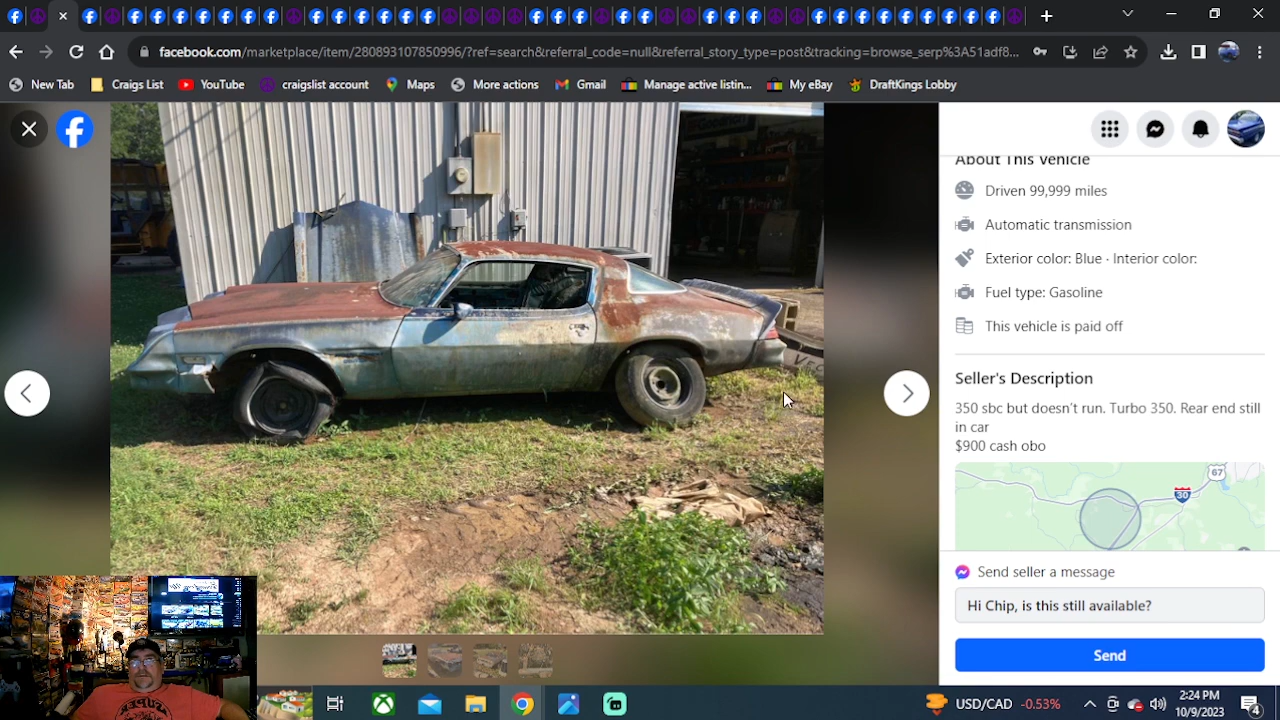 facebook.com/marketplace/item/280893107850996/?ref=search&referral_code=null&referral_story_type=post&tracking=browse_serp%3A51adf8...
New Tab
Craigs List
YouTube
craigslist account
Maps
More actions
Gmail
Manage active listin...
My eBay
DraftKings Lobby
About This Vehicle
Driven 99,999 miles
Automatic transmission
Exterior color: Blue · Interior color:
Fuel type: Gasoline
This vehicle is paid off
Seller's Description
350 sbc but doesn't run. Turbo 350. Rear end still
in car
$900 cash obo
67
30
Send seller a message
Hi Chip, is this still available?
Send
USD/CAD -0.53%
2:24 PM
10/9/2023
4